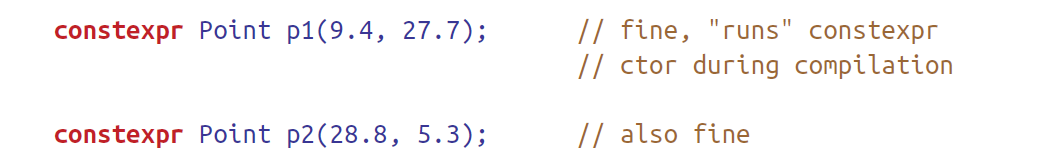 constexpr Point p1(9.4, 27.7); // fine, "runs" constexpr
// ctor during compilation
constexpr Point p2(28.8, 5.3); // also fine